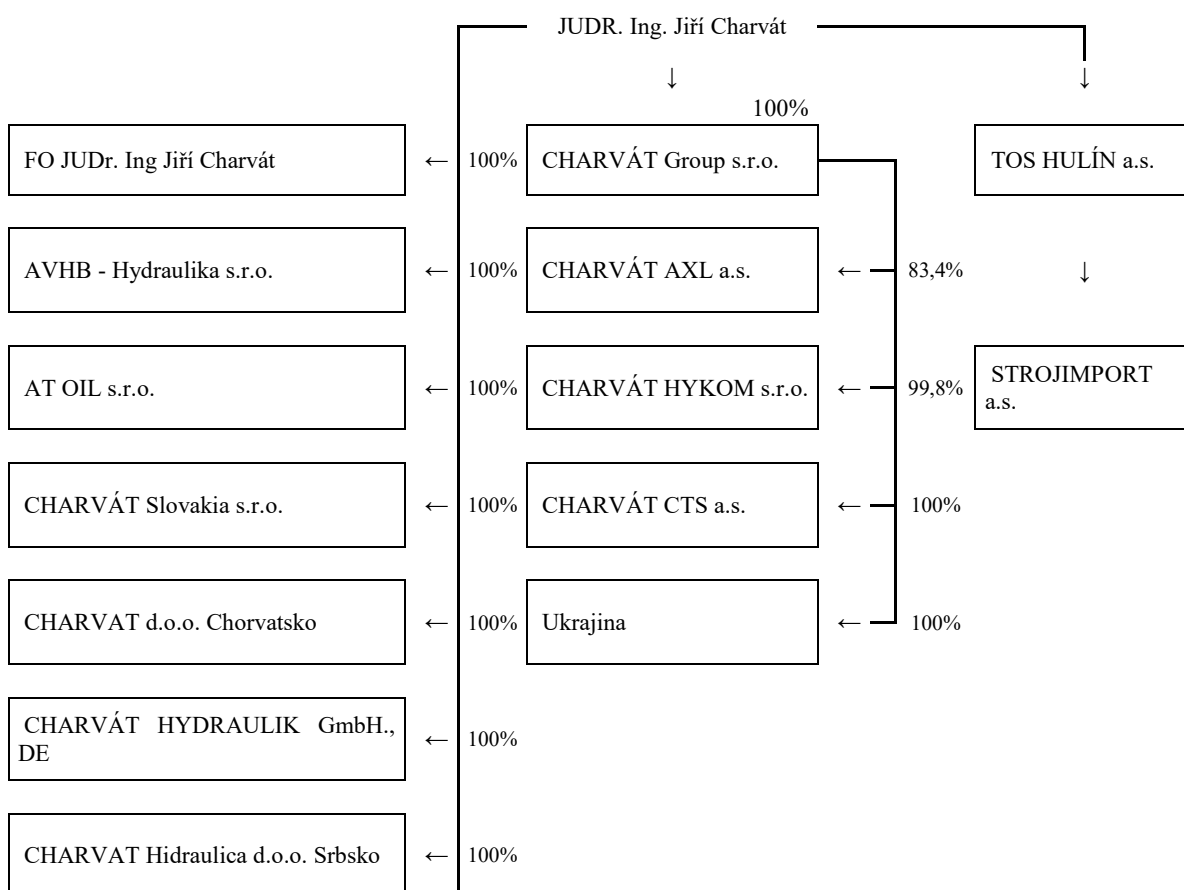 JUDR. Ing. Jiří Charvát
↓ ↓
100%
FO JUDr. Ing Jiří Charvát ← 100% CHARVÁT Group s.r.o. TOS HULÍN a.s.
AVHB - Hydraulika s.r.o. ← 100% CHARVÁT AXL a.s. ← 83,4% ↓
AT OIL s.r.o. ← 100% CHARVÁT HYKOM s.r.o. ← 99,8% STROJIMPORT
a.s.
CHARVÁT Slovakia s.r.o. ← 100% CHARVÁT CTS a.s. ← 100%
CHARVAT d.o.o. Chorvatsko ← 100% Ukrajina ← 100%
CHARVÁT HYDRAULIK GmbH.,
DE ← 100%
CHARVAT Hidraulica d.o.o. Srbsko ← 100%